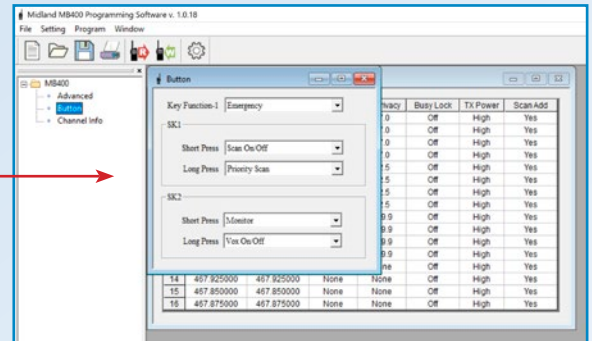 Midland MB400 Programming Software v. 1.0.18
File Setting Program Window
MB400
Advanced
Button
Channel Info
Button
Key Function-1 Emergency
SK1
Short Press Scan On/Off
Long Press Priority Scan
SK2
Short Press Monitor
Long Press Vox On/Off
Busy Lock TX Power Scan Add
Off High Yes
Off High Yes
Off High Yes
Off High Yes
Off High Yes
Off High Yes
Off High Yes
Off High Yes
Off High Yes
Off High Yes
Off High Yes
Off High Yes
Off High Yes
14 467.925000 467.925000 None None Off High Yes
15 467.850000 467.850000 None None Off High Yes
16 467.875000 467.875000 None None Off High Yes